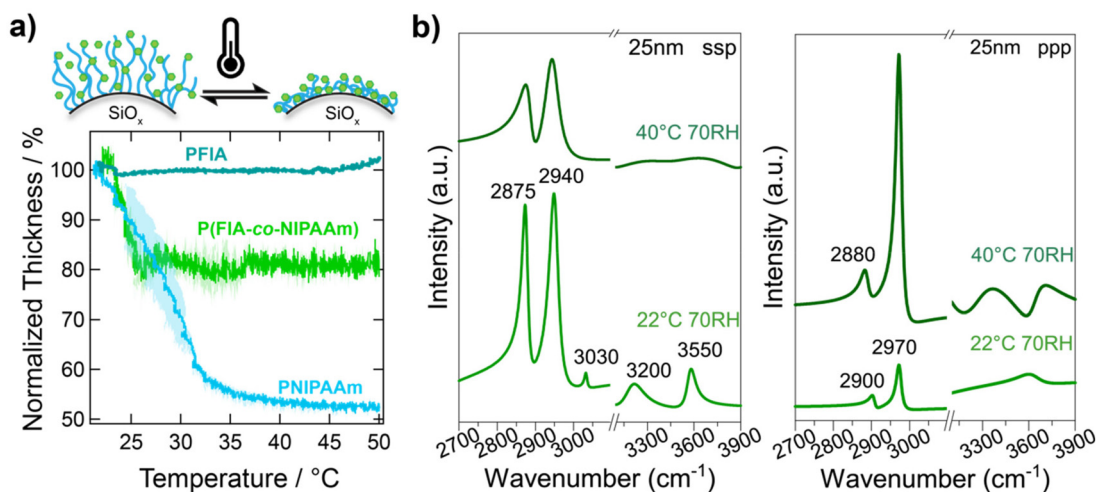 a)
SiOₓ
SiOₓ
Normalized Thickness / %
100
90
80
70
60
50
PFIA
P(FIA-co-NIPAAm)
PNIPAAm
25 30 35 40 45 50
Temperature / °C
b)
Intensity (a.u.)
25nm ssp
40°C 70RH
2875
2940
22°C 70RH
3030
3200
3550
2700 2800 2900 3000 3300 3600 3900
Wavenumber (cm⁻¹)
Intensity (a.u.)
25nm ppp
2880
40°C 70RH
2970
22°C 70RH
2900
2700 2800 2900 3000 3300 3600 3900
Wavenumber (cm⁻¹)